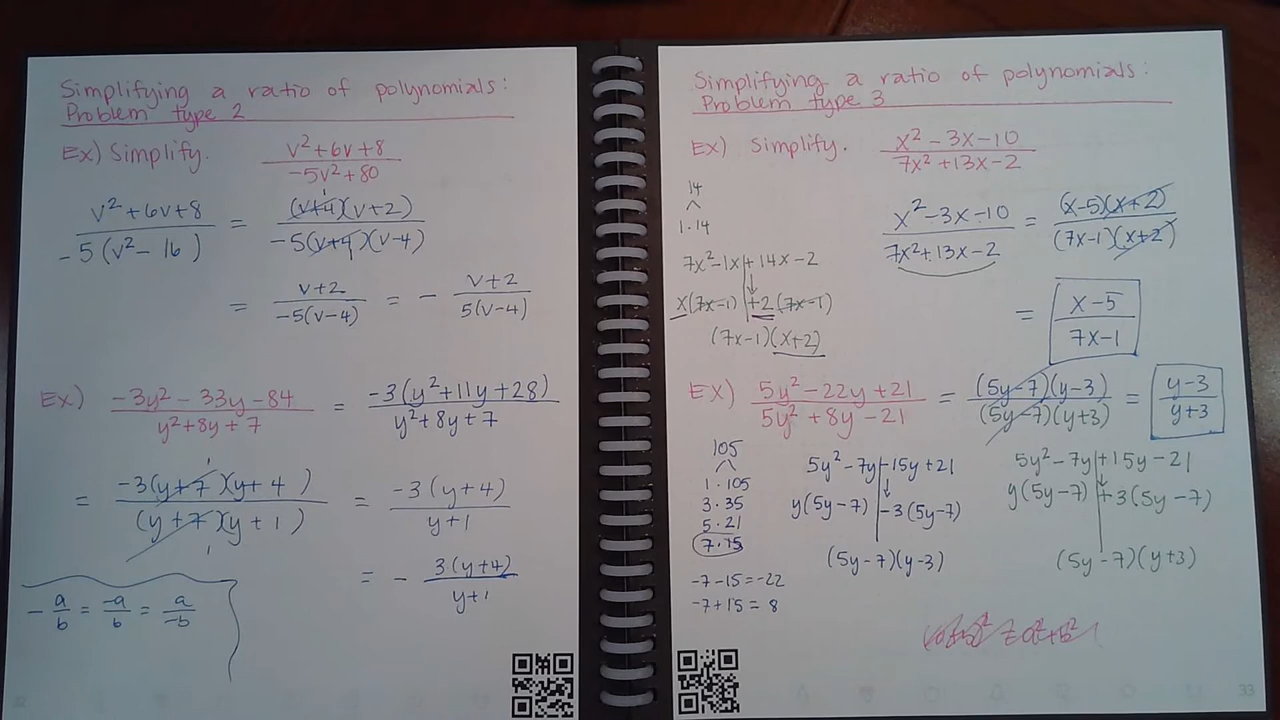 Simplifying a ratio of polynomials:
Problem type 2
Ex) Simplify. (v²+6v+8)/(-5v²+80)
(v²+6v+8)/(-5(v²-16)) = ((v+4)(v+2))/(-5(v+4)(v-4))
= (v+2)/(-5(v-4)) = - (v+2)/(5(v-4))
Ex) (-3y²-33y-84)/(y²+8y+7) = (-3(y²+11y+28))/(y²+8y+7)
= (-3(y+7)(y+4))/((y+7)(y+1)) = (-3(y+4))/(y+1)
= - (3(y+4))/(y+1)
-a/b = (-a)/b = a/(-b)
Simplifying a ratio of polynomials:
Problem type 3
Ex) Simplify. (x²-3x-10)/(7x²+13x-2)
14
1·14
(x²-3x-10)/(7x²+13x-2) = ((x-5)(x+2))/((7x-1)(x+2))
7x²-1x+14x-2
x(7x-1)+2(7x-1)
(7x-1)(x+2)
= (x-5)/(7x-1)
Ex) (5y²-22y+21)/(5y²+8y-21) = ((5y-7)(y-3))/((5y-7)(y+3)) = (y-3)/(y+3)
105
1·105
3·35
5·21
7·15
-7-15=-22
-7+15=8
5y²-7y-15y+21
y(5y-7)-3(5y-7)
(5y-7)(y-3)
5y²-7y+15y-21
y(5y-7)+3(5y-7)
(5y-7)(y+3)
33